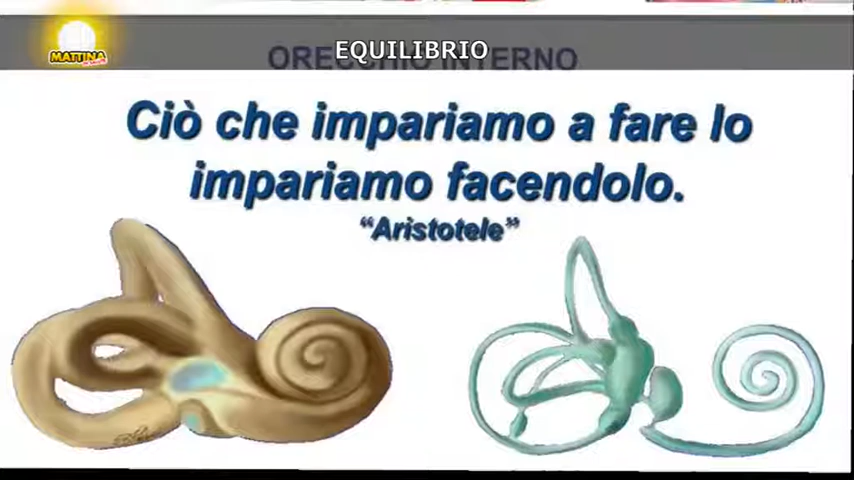 MATTINA
EQUILIBRIO
ORECCHIO INTERNO
Ciò che impariamo a fare lo
impariamo facendolo.
“Aristotele”